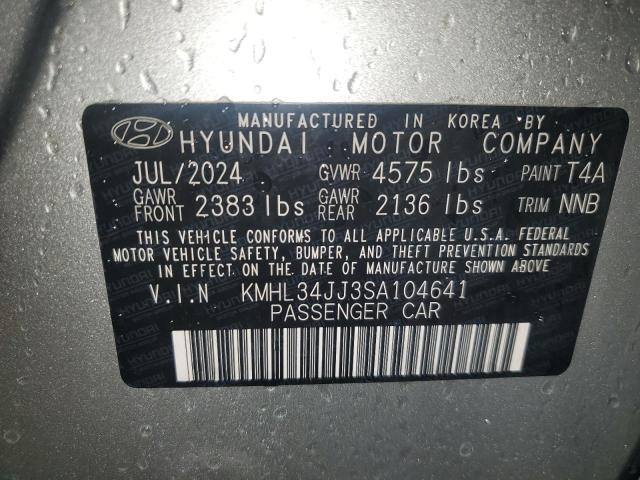 MANUFACTURED IN KOREA BY
HYUNDAI MOTOR COMPANY
JUL/2024 GVWR 4575 lbs PAINT T4A
GAWR FRONT 2383 lbs GAWR REAR 2136 lbs TRIM NNB
THIS VEHICLE CONFORMS TO ALL APPLICABLE U.S.A. FEDERAL
MOTOR VEHICLE SAFETY, BUMPER, AND THEFT PREVENTION STANDARDS
IN EFFECT ON THE DATE OF MANUFACTURE SHOWN ABOVE.
V.I.N KMHL34JJ3SA104641
PASSENGER CAR